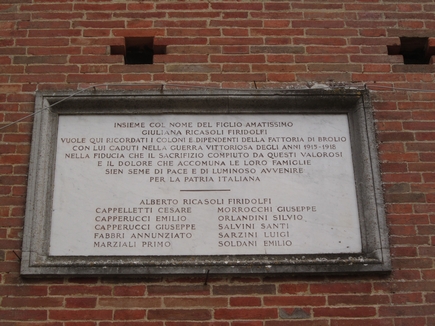 INSIEME COL NOME DEL FIGLIO AMATISSIMO
GIULIANA RICASOLI FIRIDOLFI
VUOLE QUI RICORDATI I COLONI E DIPENDENTI DELLA FATTORIA DI BROLIO
CON LUI CADUTI NELLA GUERRA VITTORIOSA DEGLI ANNI 1915-1918
NELLA FIDUCIA CHE IL SACRIFICIO COMPIUTO DA QUESTI VALOROSI
E IL DOLORE CHE ACCOMUNA LE LORO FAMIGLIE
SIEN SEME DI PACE E DI LUMINOSO AVVENIRE
PER LA PATRIA ITALIANA
ALBERTO RICASOLI FIRIDOLFI
CAPPELLETTI CESARE MORROCCHI GIUSEPPE
CAPPERUCCI EMILIO ORLANDINI SILVIO
CAPPERUCCI GIUSEPPE SALVINI SANTI
FABBRI ANNUNZIATO SARZINI LUIGI
MARZIALI PRIMO SOLDANI EMILIO